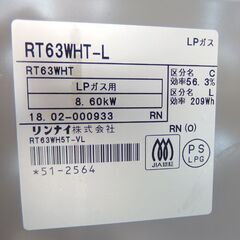 LPガス
RT63WHT-L
RT63WHT
LPガス用
8.60kW
18.02-000933 RN
リンナイ株式会社
RT63WH5T-VL
*51-2564
区分名 C
効率56.3%
区分名 L
効率 209Wh
RN(O)
JIA認証
PS
LPG